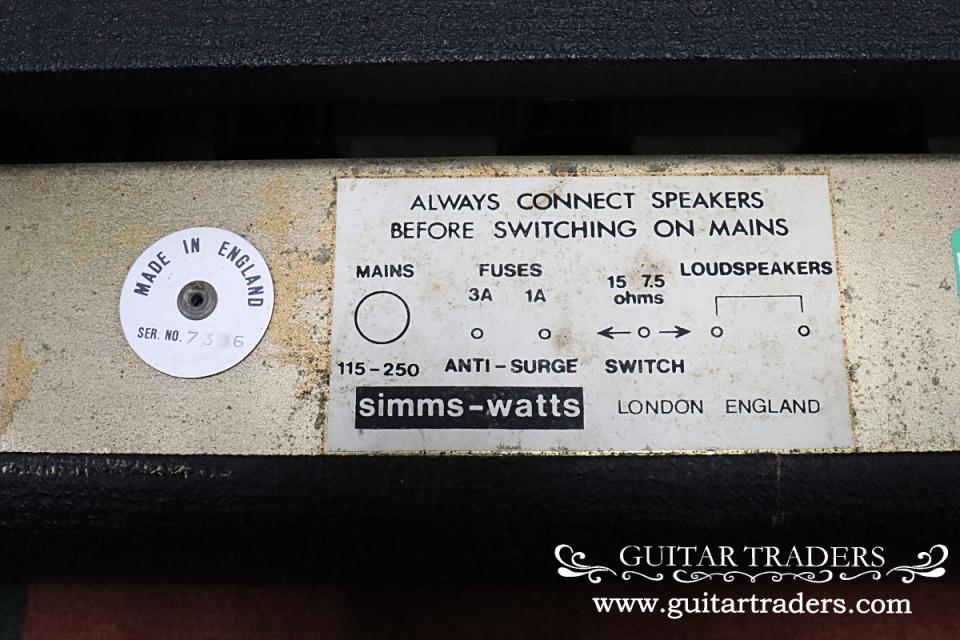 MADE IN ENGLAND
SER. NO.
ALWAYS CONNECT SPEAKERS
BEFORE SWITCHING ON MAINS
MAINS
FUSES
3A 1A
15 7.5
ohms
LOUDSPEAKERS
115-250
ANTI-SURGE
SWITCH
simms-watts
LONDON ENGLAND
GUITAR TRADERS
www.guitartraders.com